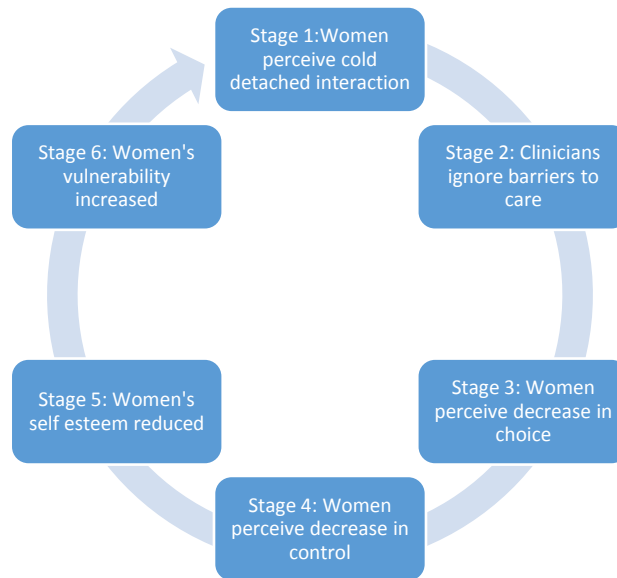 Stage 1:Women
perceive cold
detached interaction
Stage 2: Clinicians
ignore barriers to
care
Stage 3: Women
perceive decrease in
choice
Stage 4: Women
perceive decrease in
control
Stage 5: Women's
self esteem reduced
Stage 6: Women's
vulnerability
increased